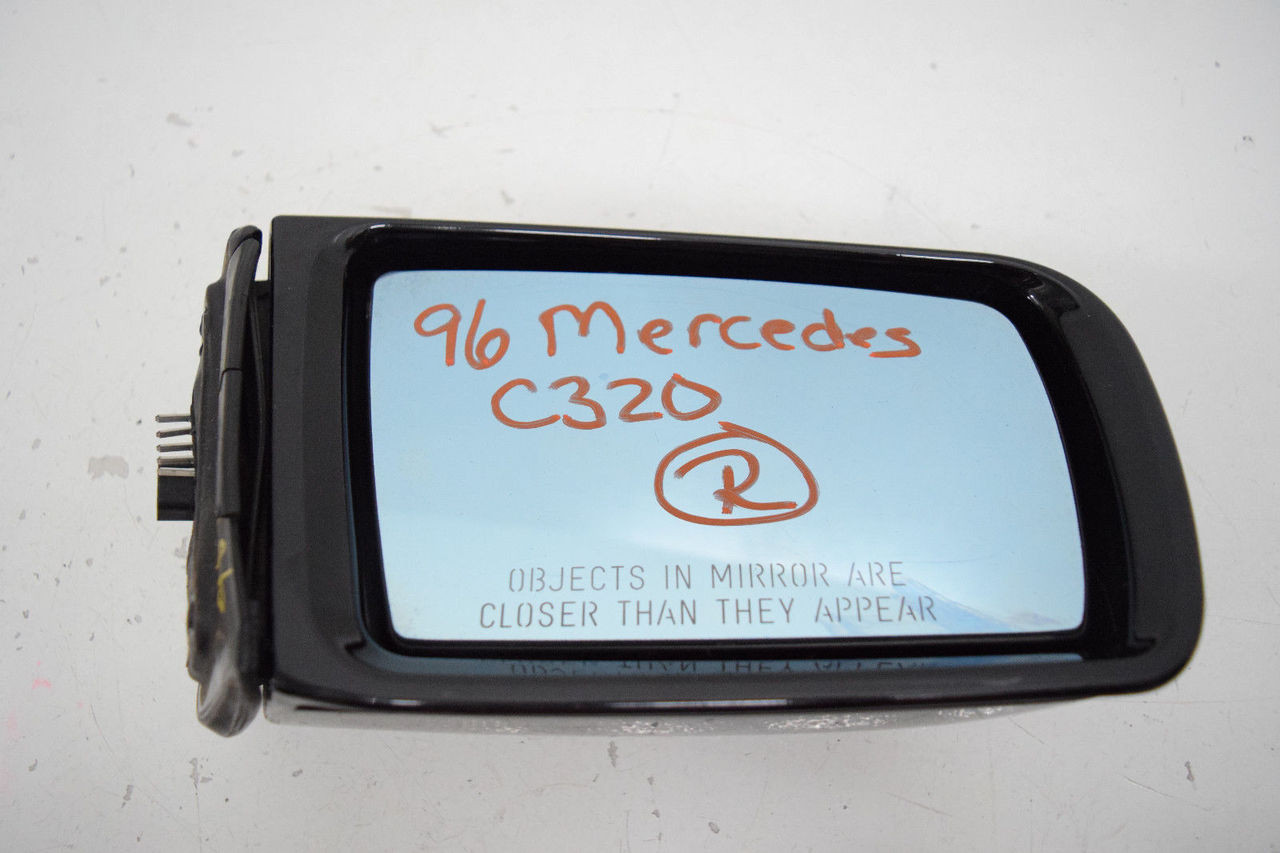 96 Mercedes
C320
R
OBJECTS IN MIRROR ARE
CLOSER THAN THEY APPEAR